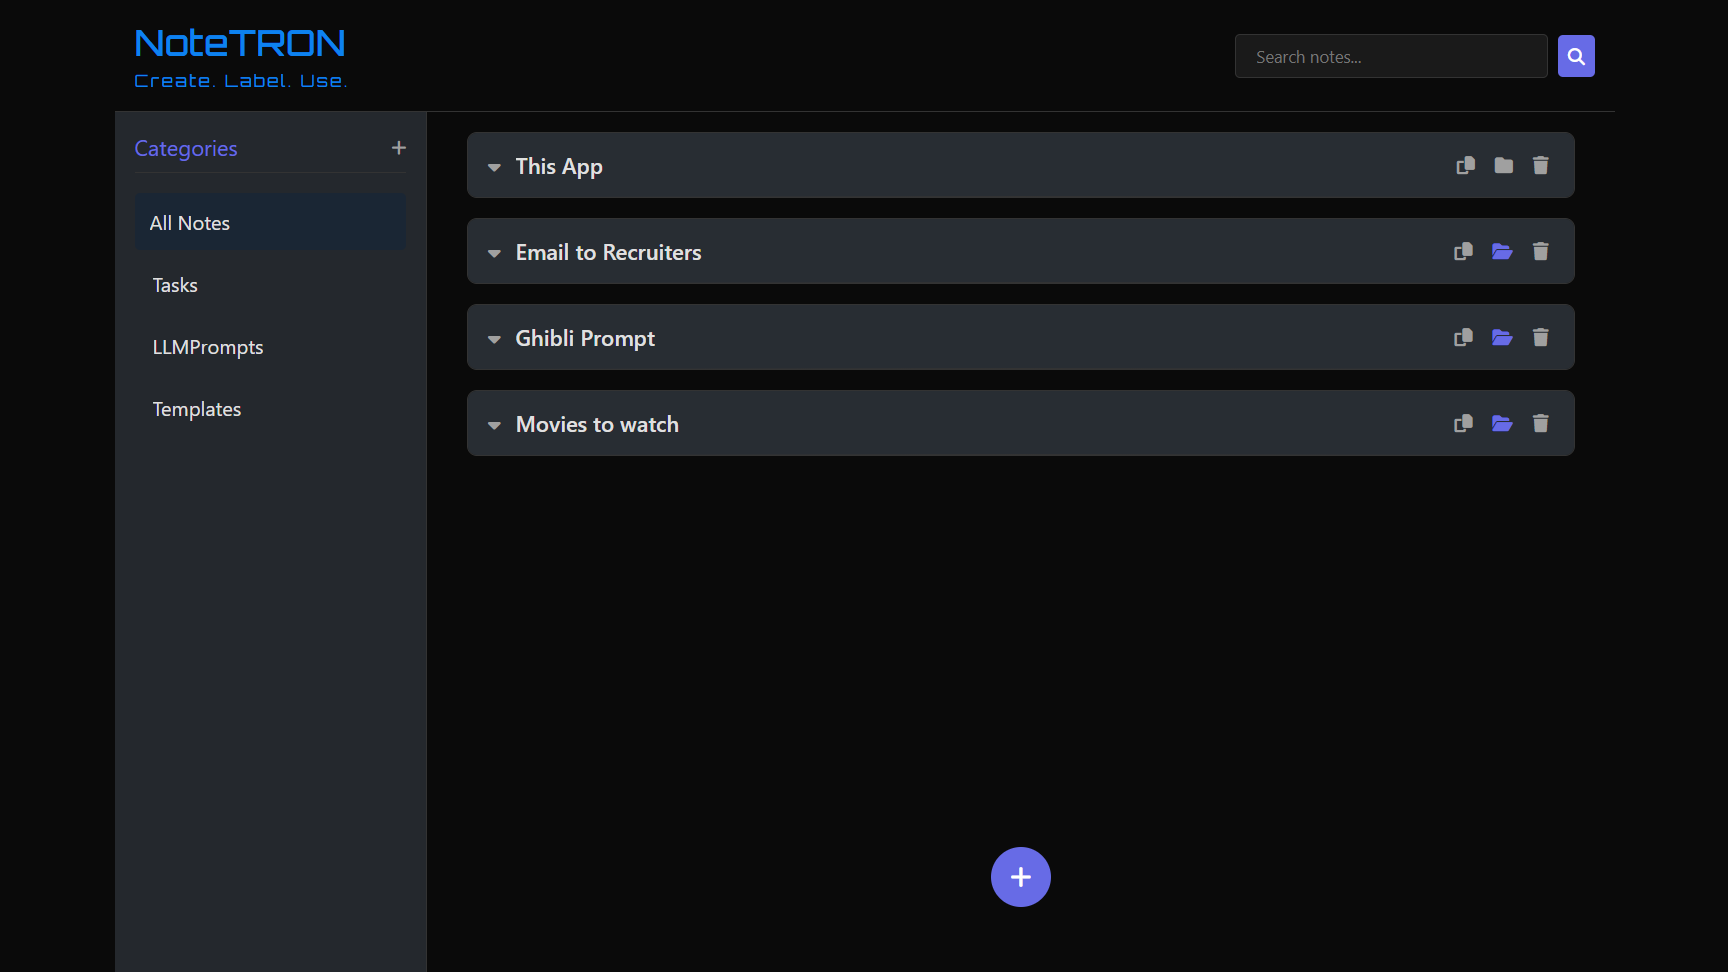 NoteTRON
Create. Label. Use.
Search notes...
Categories
All Notes
Tasks
LLMPrompts
Templates
This App
Email to Recruiters
Ghibli Prompt
Movies to watch